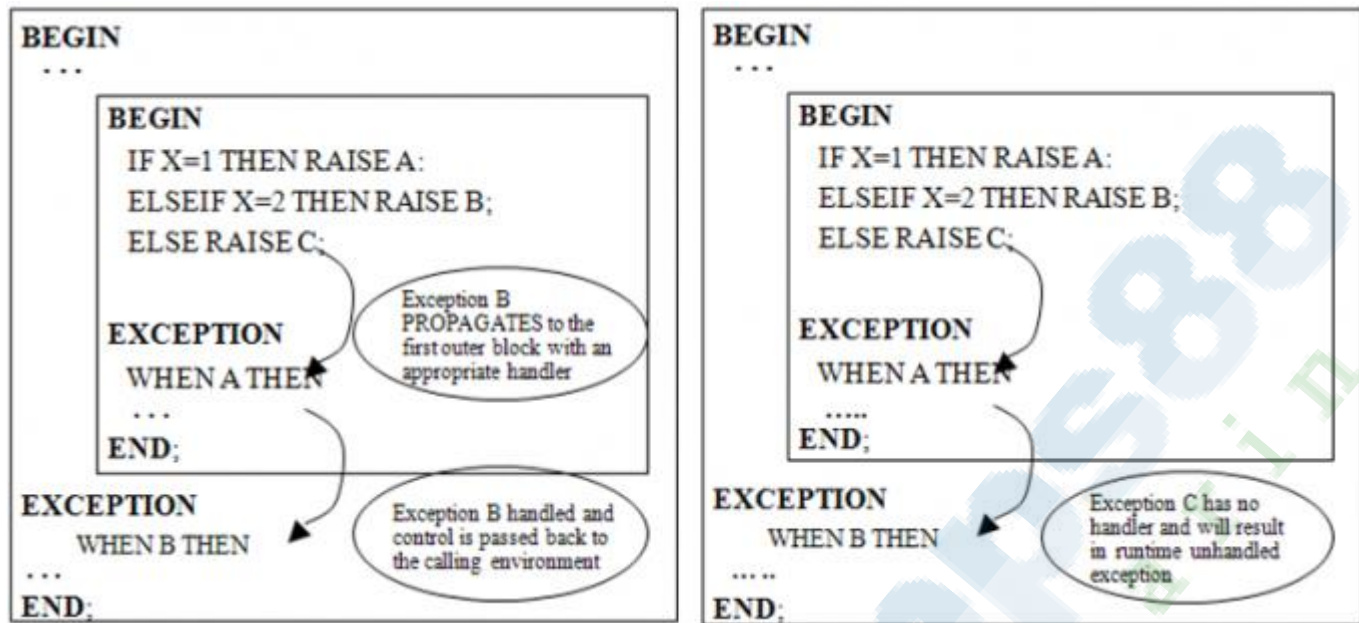 BEGIN
. . .
BEGIN
IF X=1 THEN RAISE A:
ELSEIF X=2 THEN RAISE B;
ELSE RAISE C;
Exception B
PROPAGATES to the
first outer block with an
appropriate handler
EXCEPTION
WHEN A THEN
. . .
END;
EXCEPTION
WHEN B THEN
Exception B handled and
control is passed back to
the calling environment
. . .
END;
BEGIN
. . .
BEGIN
IF X=1 THEN RAISE A:
ELSEIF X=2 THEN RAISE B;
ELSE RAISE C;
EXCEPTION
WHEN A THEN
.....
END;
EXCEPTION
WHEN B THEN
Exception C has no
handler and will result
in runtime unhandled
exception
.....
END;